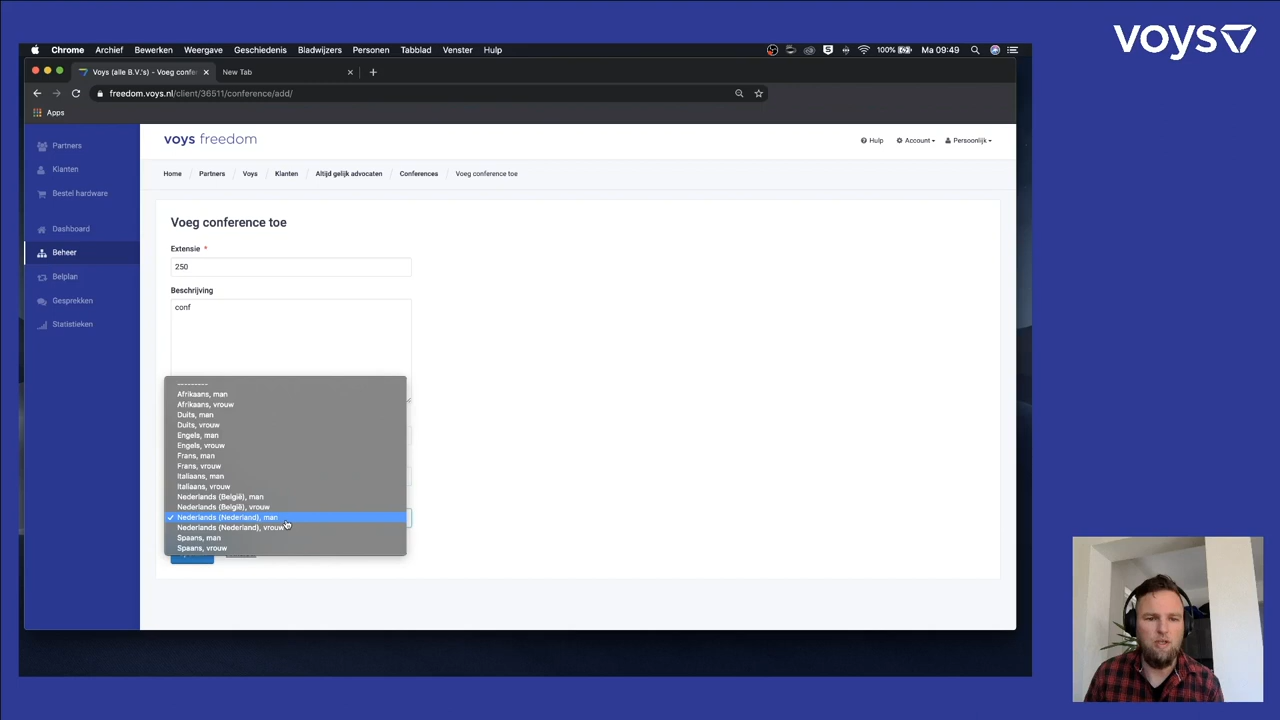 voys
Chrome Archief Bewerken Weergave Geschiedenis Bladwijzers Personen Tabblad Venster Hulp 100% Ma 09:49
Voys (alle B.V.'s) - Voeg confe
New Tab
freedom.voys.nl/client/36511/conference/add/
Apps
Partners
Klanten
Bestel hardware
Dashboard
Beheer
Belplan
Gesprekken
Statistieken
voys freedom
Hulp Account Persoonlijk
Home / Partners / Voys / Klanten / Altijd gelijk advocaten / Conferences / Voeg conference toe
Voeg conference toe
Extensie *
250
Beschrijving
conf
---------
Afrikaans, man
Afrikaans, vrouw
Duits, man
Duits, vrouw
Engels, man
Engels, vrouw
Frans, man
Frans, vrouw
Italiaans, man
Italiaans, vrouw
Nederlands (België), man
Nederlands (België), vrouw
✓ Nederlands (Nederland), man
Nederlands (Nederland), vrouw
Spaans, man
Spaans, vrouw